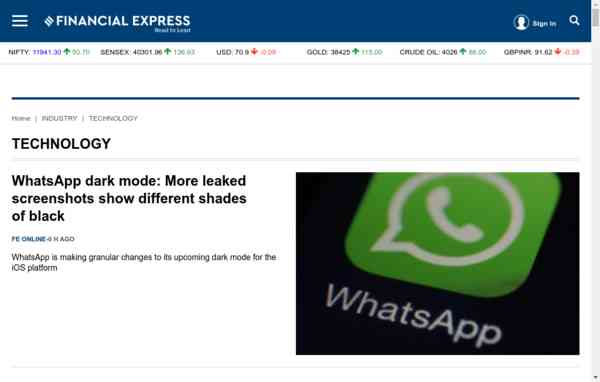 FINANCIAL EXPRESS
Read to Lead
Sign In
NIFTY: 11941.30 50.70 SENSEX: 40301.96 136.93 USD: 70.9 -0.09 GOLD: 38425 115.00 CRUDE OIL: 4026 86.00 GBPINR: 91.62 -0.39
Home | INDUSTRY | TECHNOLOGY
TECHNOLOGY
WhatsApp dark mode: More leaked
screenshots show different shades
of black
FE ONLINE-0 H AGO
WhatsApp is making granular changes to its upcoming dark mode for the
iOS platform
WhatsApp